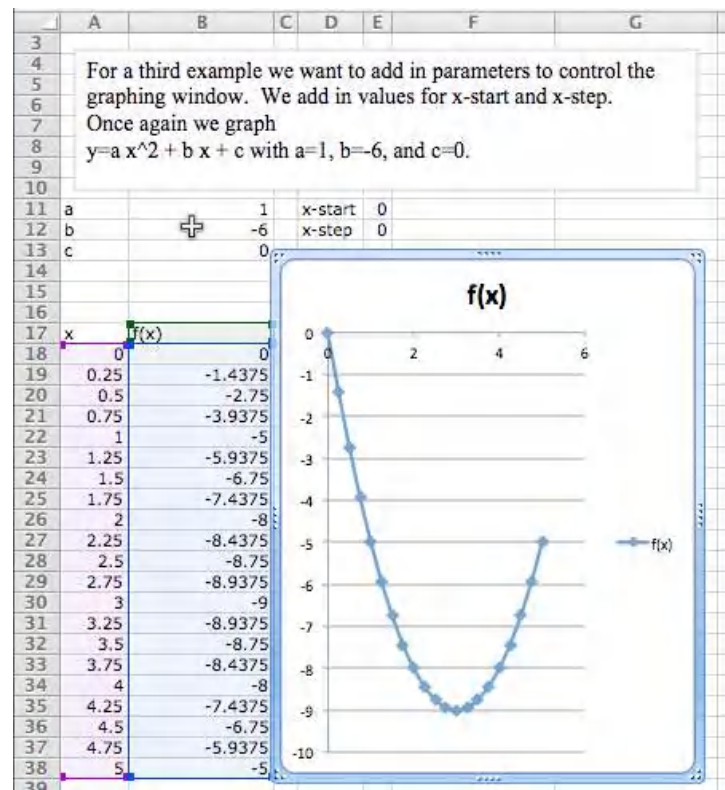 A B C D E F G
3
4
5
6
7
8
9
10
For a third example we want to add in parameters to control the
graphing window. We add in values for x-start and x-step.
Once again we graph
y=a x^2 + b x + c with a=1, b=-6, and c=0.
11 a 1 x-start 0
12 b -6 x-step 0
13 c 0
14
15
16
17 x f(x)
18 0 0
19 0.25 -1.4375
20 0.5 -2.75
21 0.75 -3.9375
22 1 -5
23 1.25 -5.9375
24 1.5 -6.75
25 1.75 -7.4375
26 2 -8
27 2.25 -8.4375
28 2.5 -8.75
29 2.75 -8.9375
30 3 -9
31 3.25 -8.9375
32 3.5 -8.75
33 3.75 -8.4375
34 4 -8
35 4.25 -7.4375
36 4.5 -6.75
37 4.75 -5.9375
38 5 -5
39
f(x)
0
0 2 4 6
-1
-2
-3
-4
-5
-6
-7
-8
-9
-10
f(x)